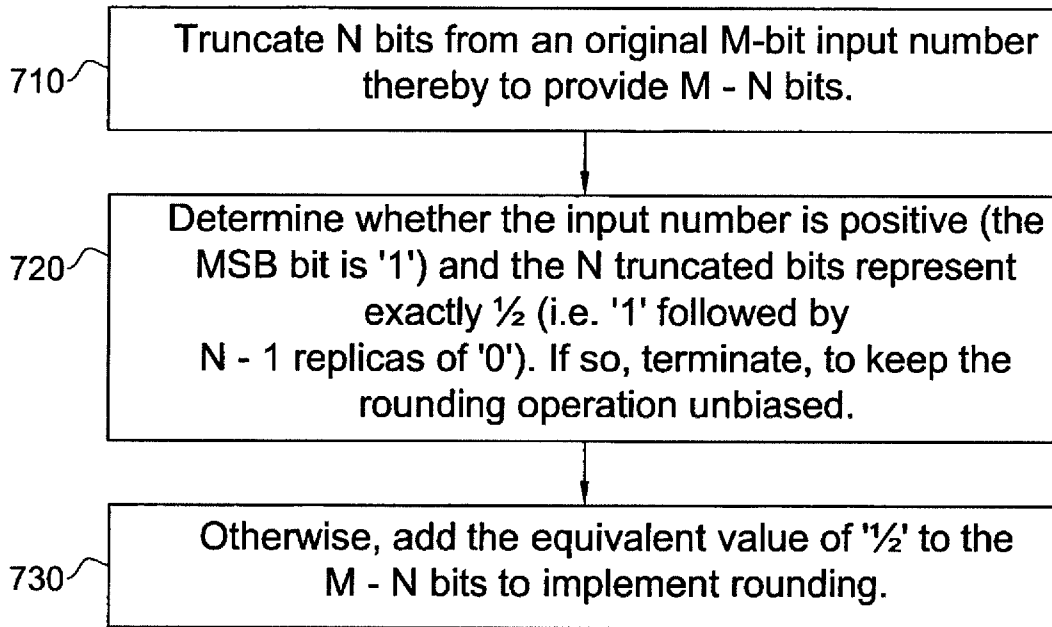 Truncate N bits from an original M-bit input number
710
thereby to provide M - N bits.
Determine whether the input number is positive (the
720
MSB bit is '1') and the N truncated bits represent
exactly ½ (i.e. '1' followed by
N - 1 replicas of '0'). If so, terminate, to keep the
rounding operation unbiased.
Otherwise, add the equivalent value of '½' to the
730
M - N bits to implement rounding.